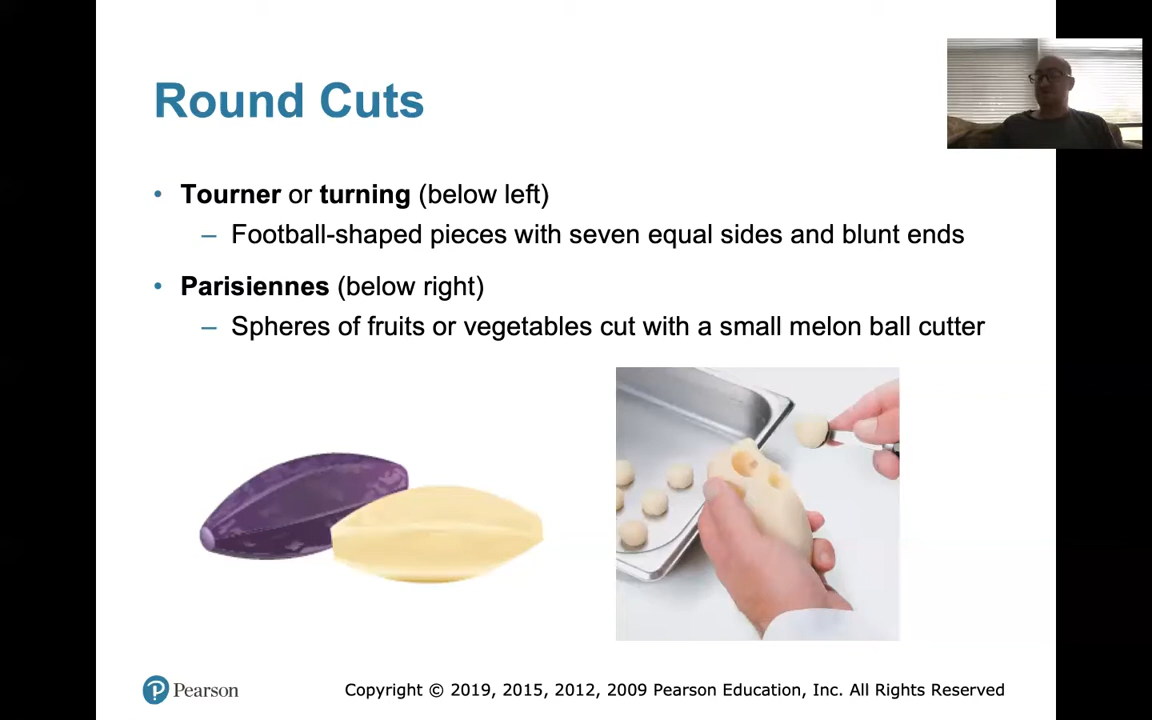 Round Cuts
• Tourner or turning (below left)
– Football-shaped pieces with seven equal sides and blunt ends
• Parisiennes (below right)
– Spheres of fruits or vegetables cut with a small melon ball cutter
P Pearson
Copyright © 2019, 2015, 2012, 2009 Pearson Education, Inc. All Rights Reserved